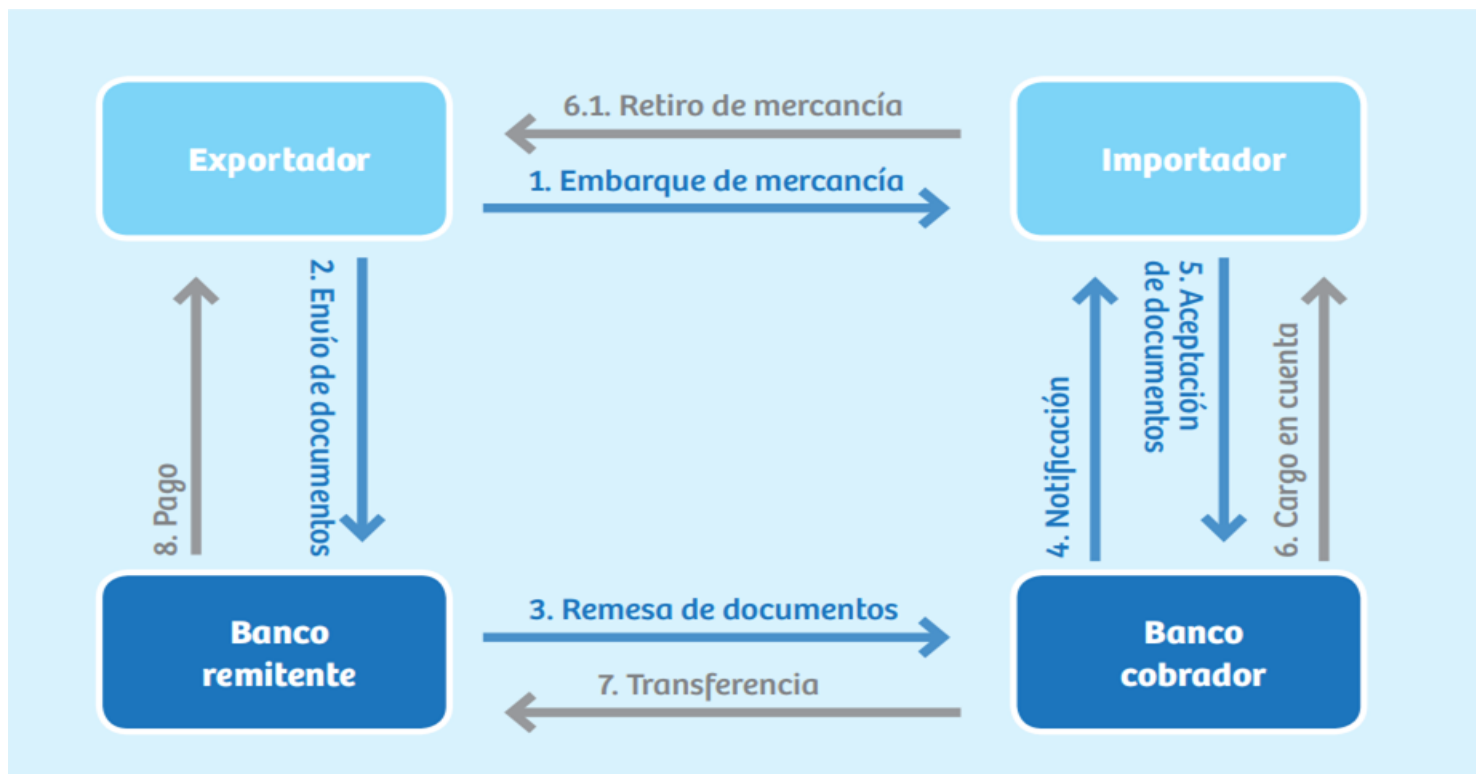 6.1. Retiro de mercancía
Exportador
Importador
1. Embarque de mercancía
2. Envío de documentos
8. Pago
4. Notificación
5. Aceptación
de documentos
6. Cargo en cuenta
Banco
remitente
3. Remesa de documentos
7. Transferencia
Banco
cobrador